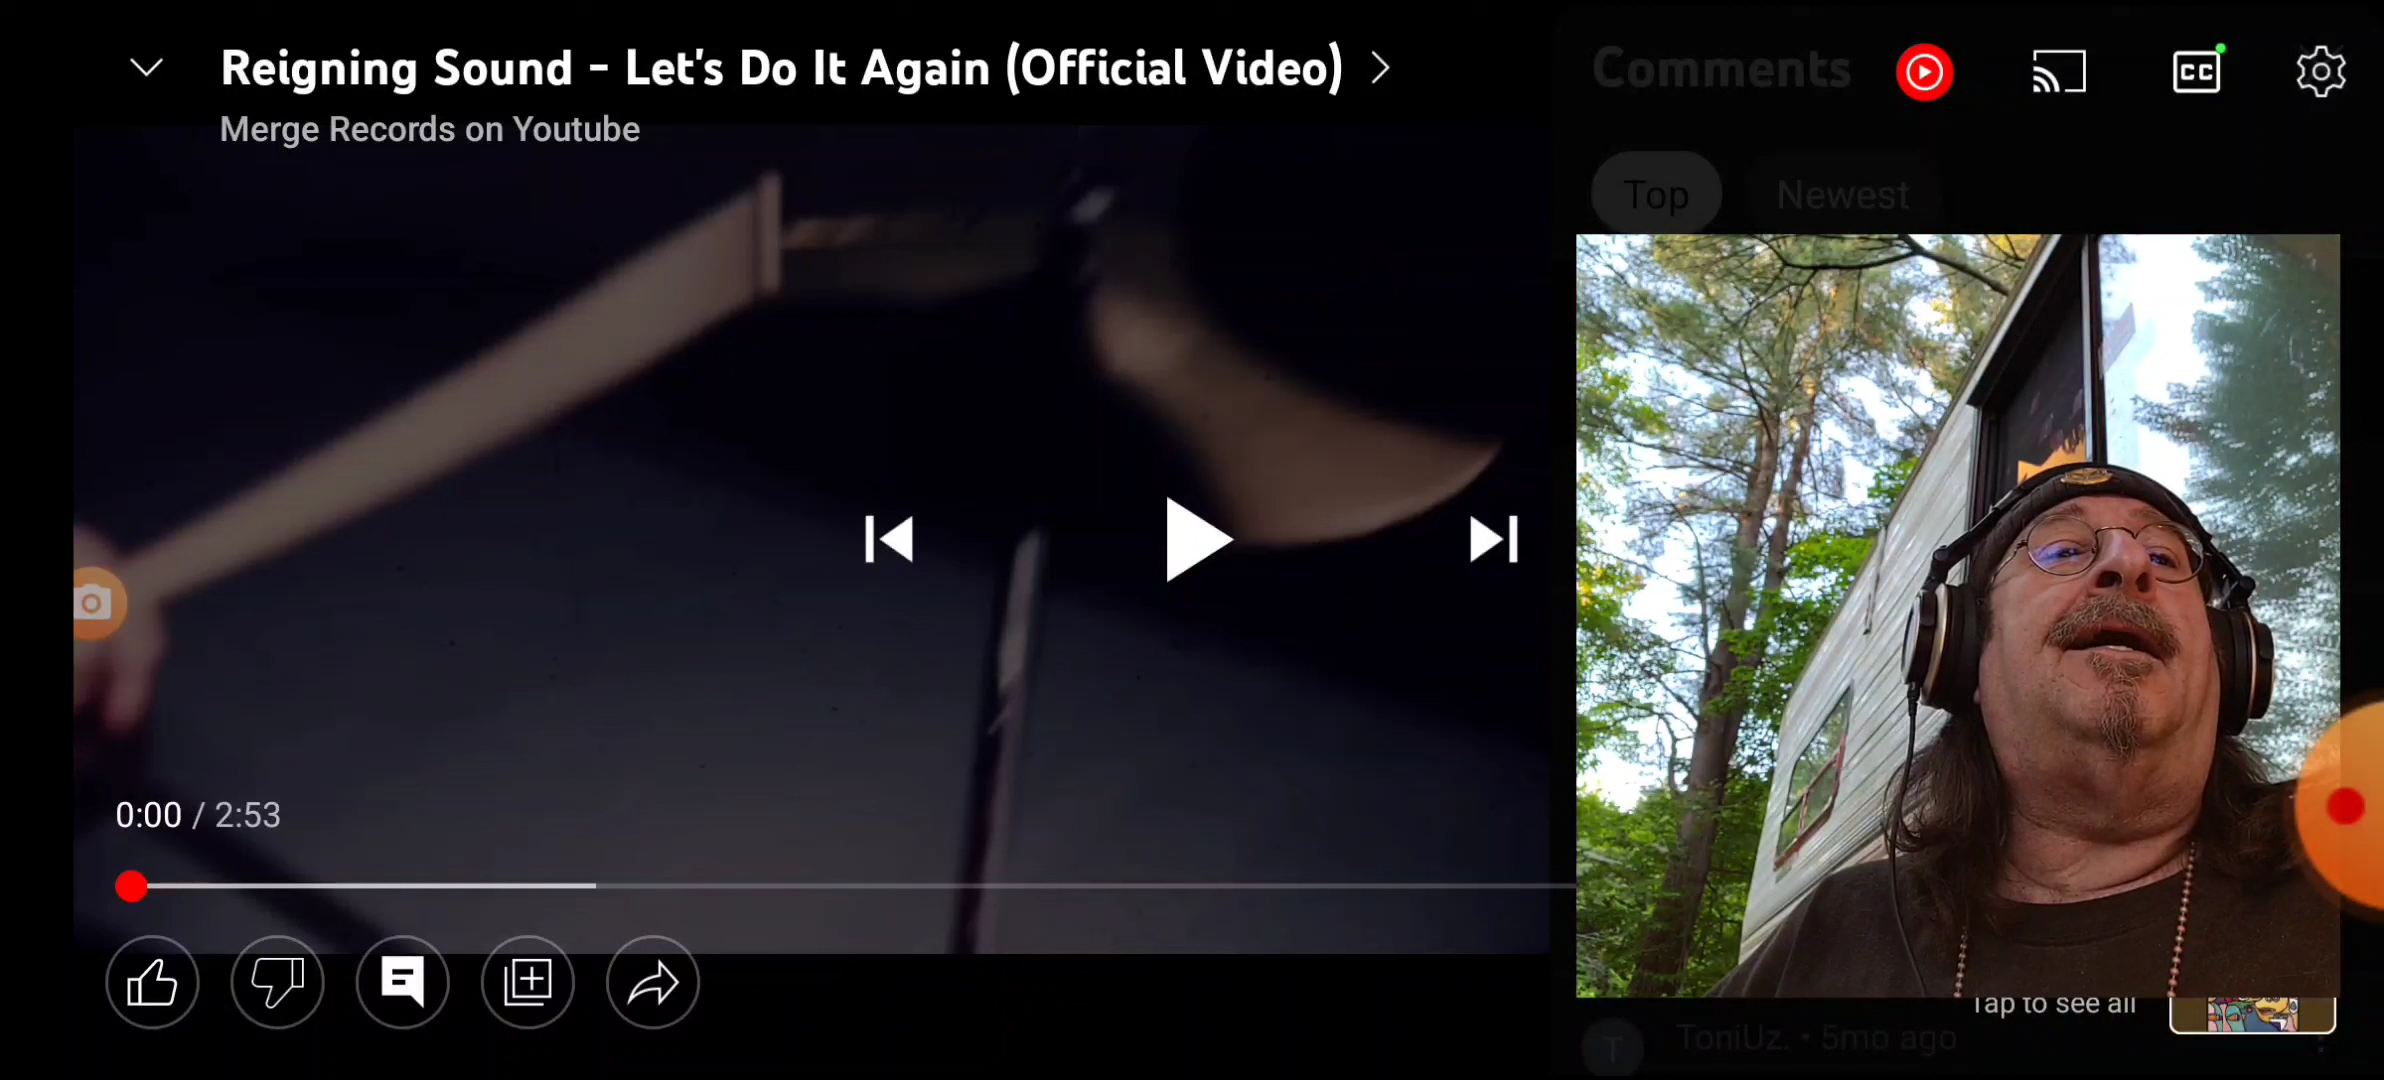 Reigning Sound - Let's Do It Again (Official Video)
Merge Records on Youtube
Comments
CC
Top
Newest
0:00 / 2:53
Tap to see all
T
ToniUz. • 5mo ago